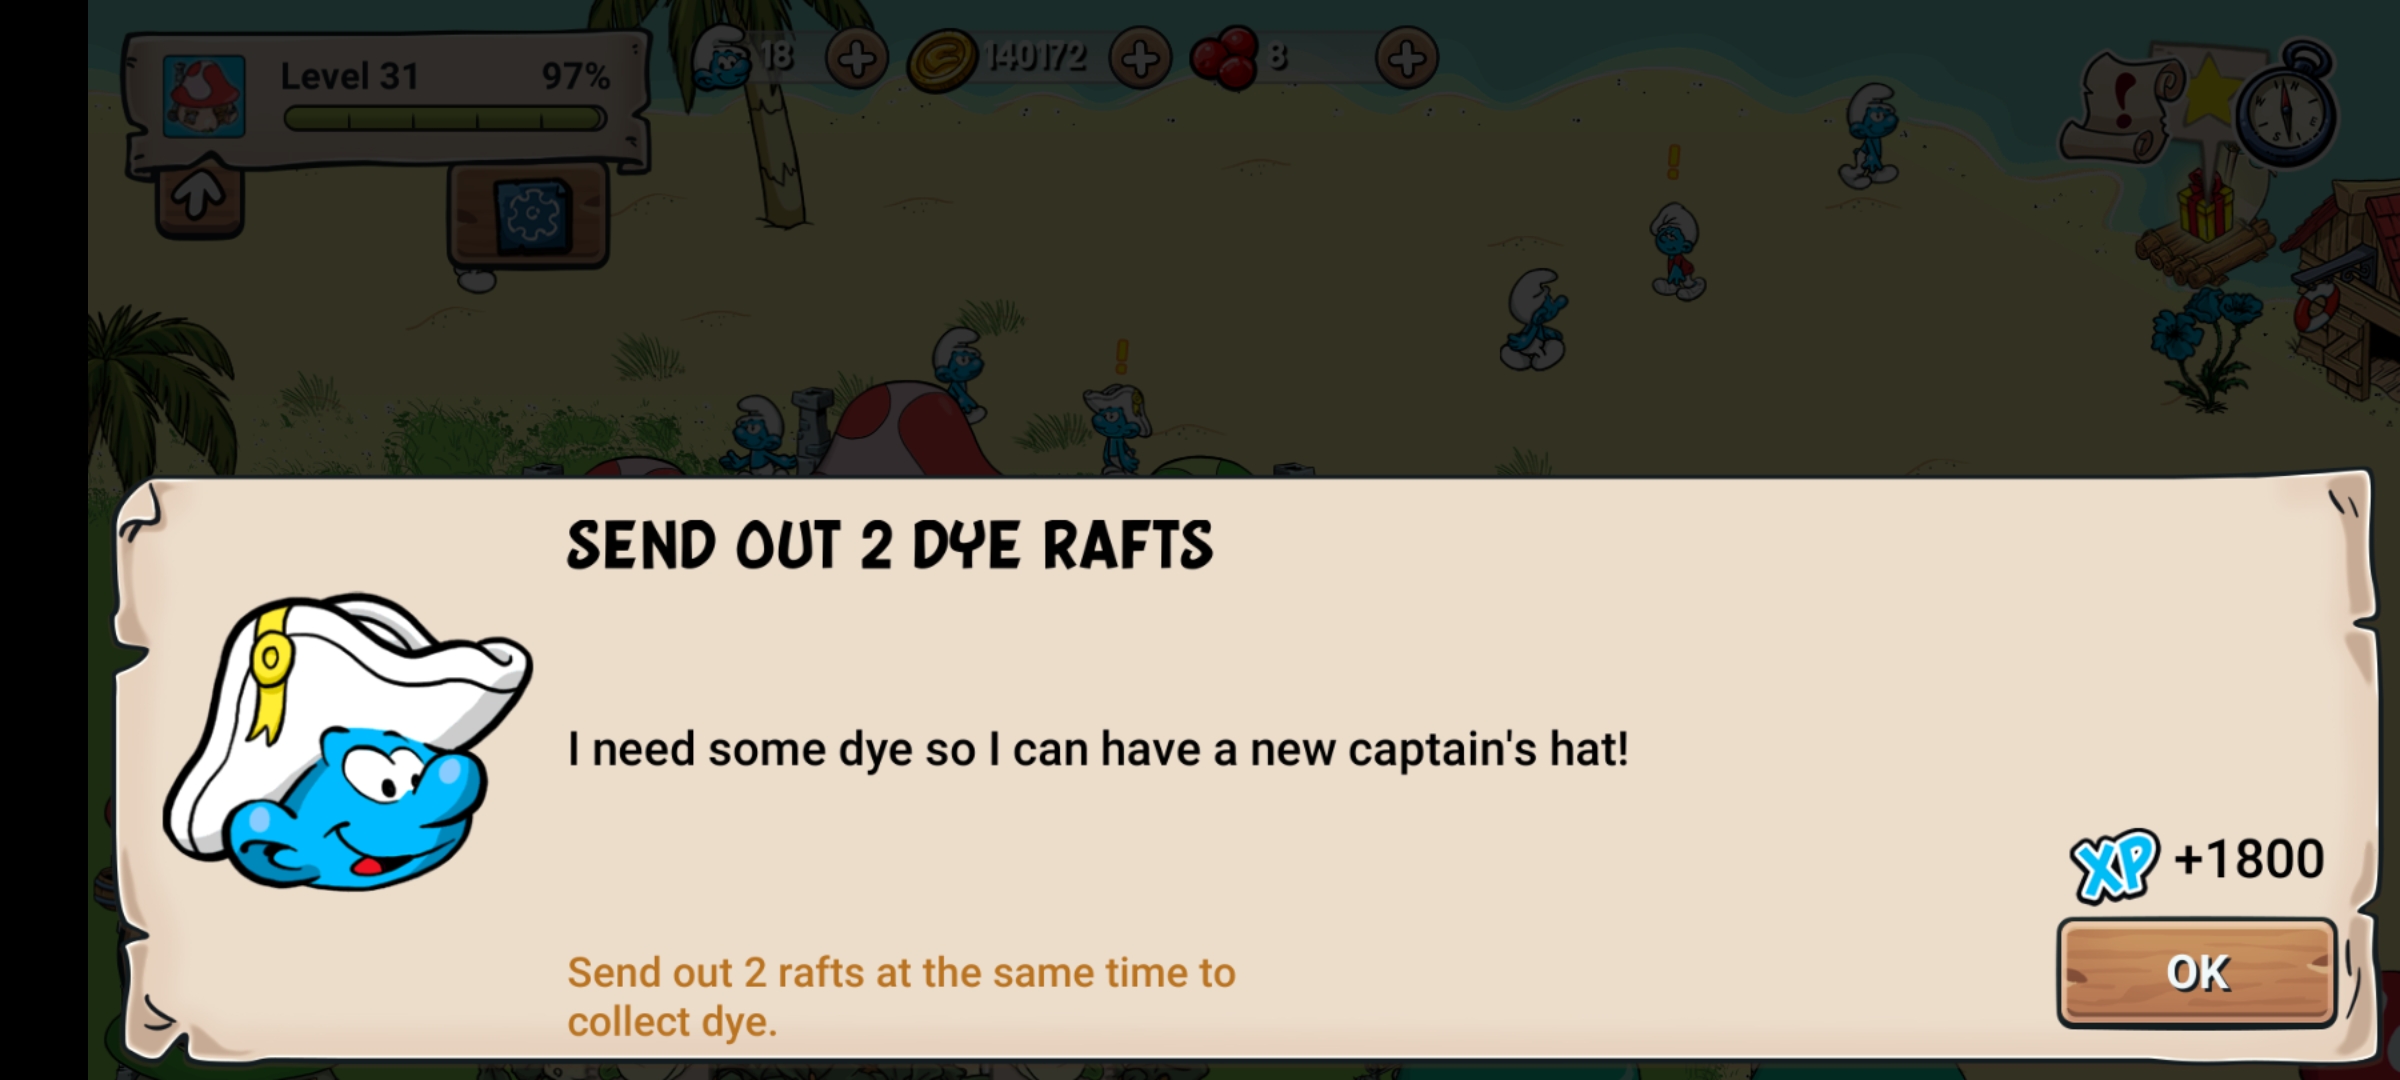 Level 31 97%
18
140172
8
SEND OUT 2 DYE RAFTS
I need some dye so I can have a new captain's hat!
XP +1800
Send out 2 rafts at the same time to
collect dye.
OK